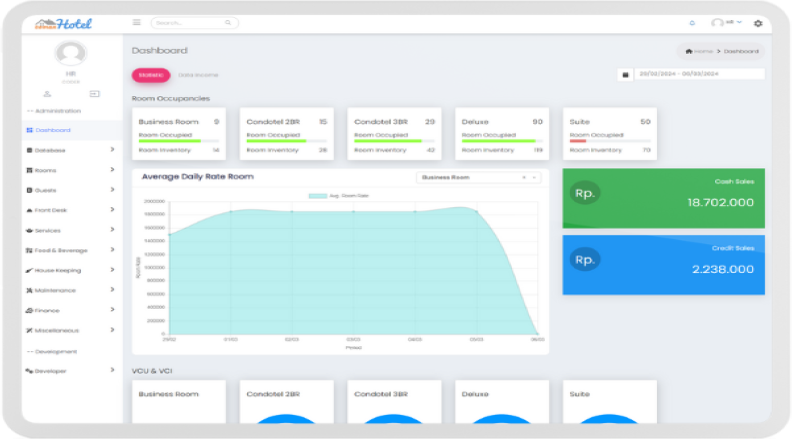 Hotel
Search...
HR
Home > Dashboard
Dashboard
Statistic
Data Income
29/02/2024 - 06/03/2024
HR
-- Administration
Dashboard
Database
Rooms
Guests
Front Desk
Services
Food & Beverage
House Keeping
Maintenance
Finance
Miscellaneous
-- Development
Developer
Room Occupancies
Business Room 9
Room Occupied
Room Inventory 14
Condotel 2BR 15
Room Occupied
Room Inventory 28
Condotel 3BR 29
Room Occupied
Room Inventory 42
Deluxe 90
Room Occupied
Room Inventory 119
Suite 50
Room Occupied
Room Inventory 70
Average Daily Rate Room
Business Room
Avg. Room Rate
2000000
1800000
1600000
1400000
1200000
1000000
800000
600000
400000
200000
0
Room Rate
29/02 01/03 02/03 03/03 04/03 05/03 06/03
Period
Rp.
Cash Sales
18.702.000
Rp.
Credit Sales
2.238.000
VCU & VCI
Business Room
Condotel 2BR
Condotel 3BR
Deluxe
Suite